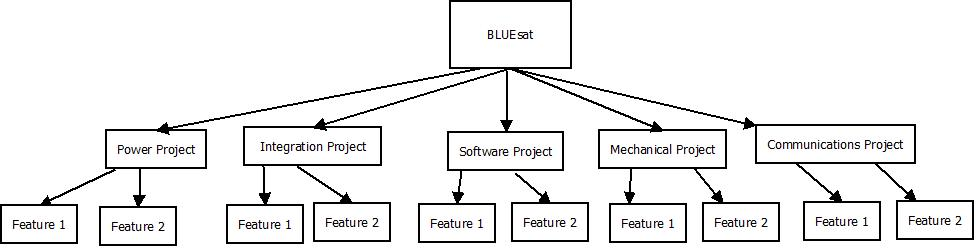 BLUEsat
Power Project
Integration Project
Software Project
Mechanical Project
Communications Project
Feature 1
Feature 2
Feature 1
Feature 2
Feature 1
Feature 2
Feature 1
Feature 2
Feature 1
Feature 2